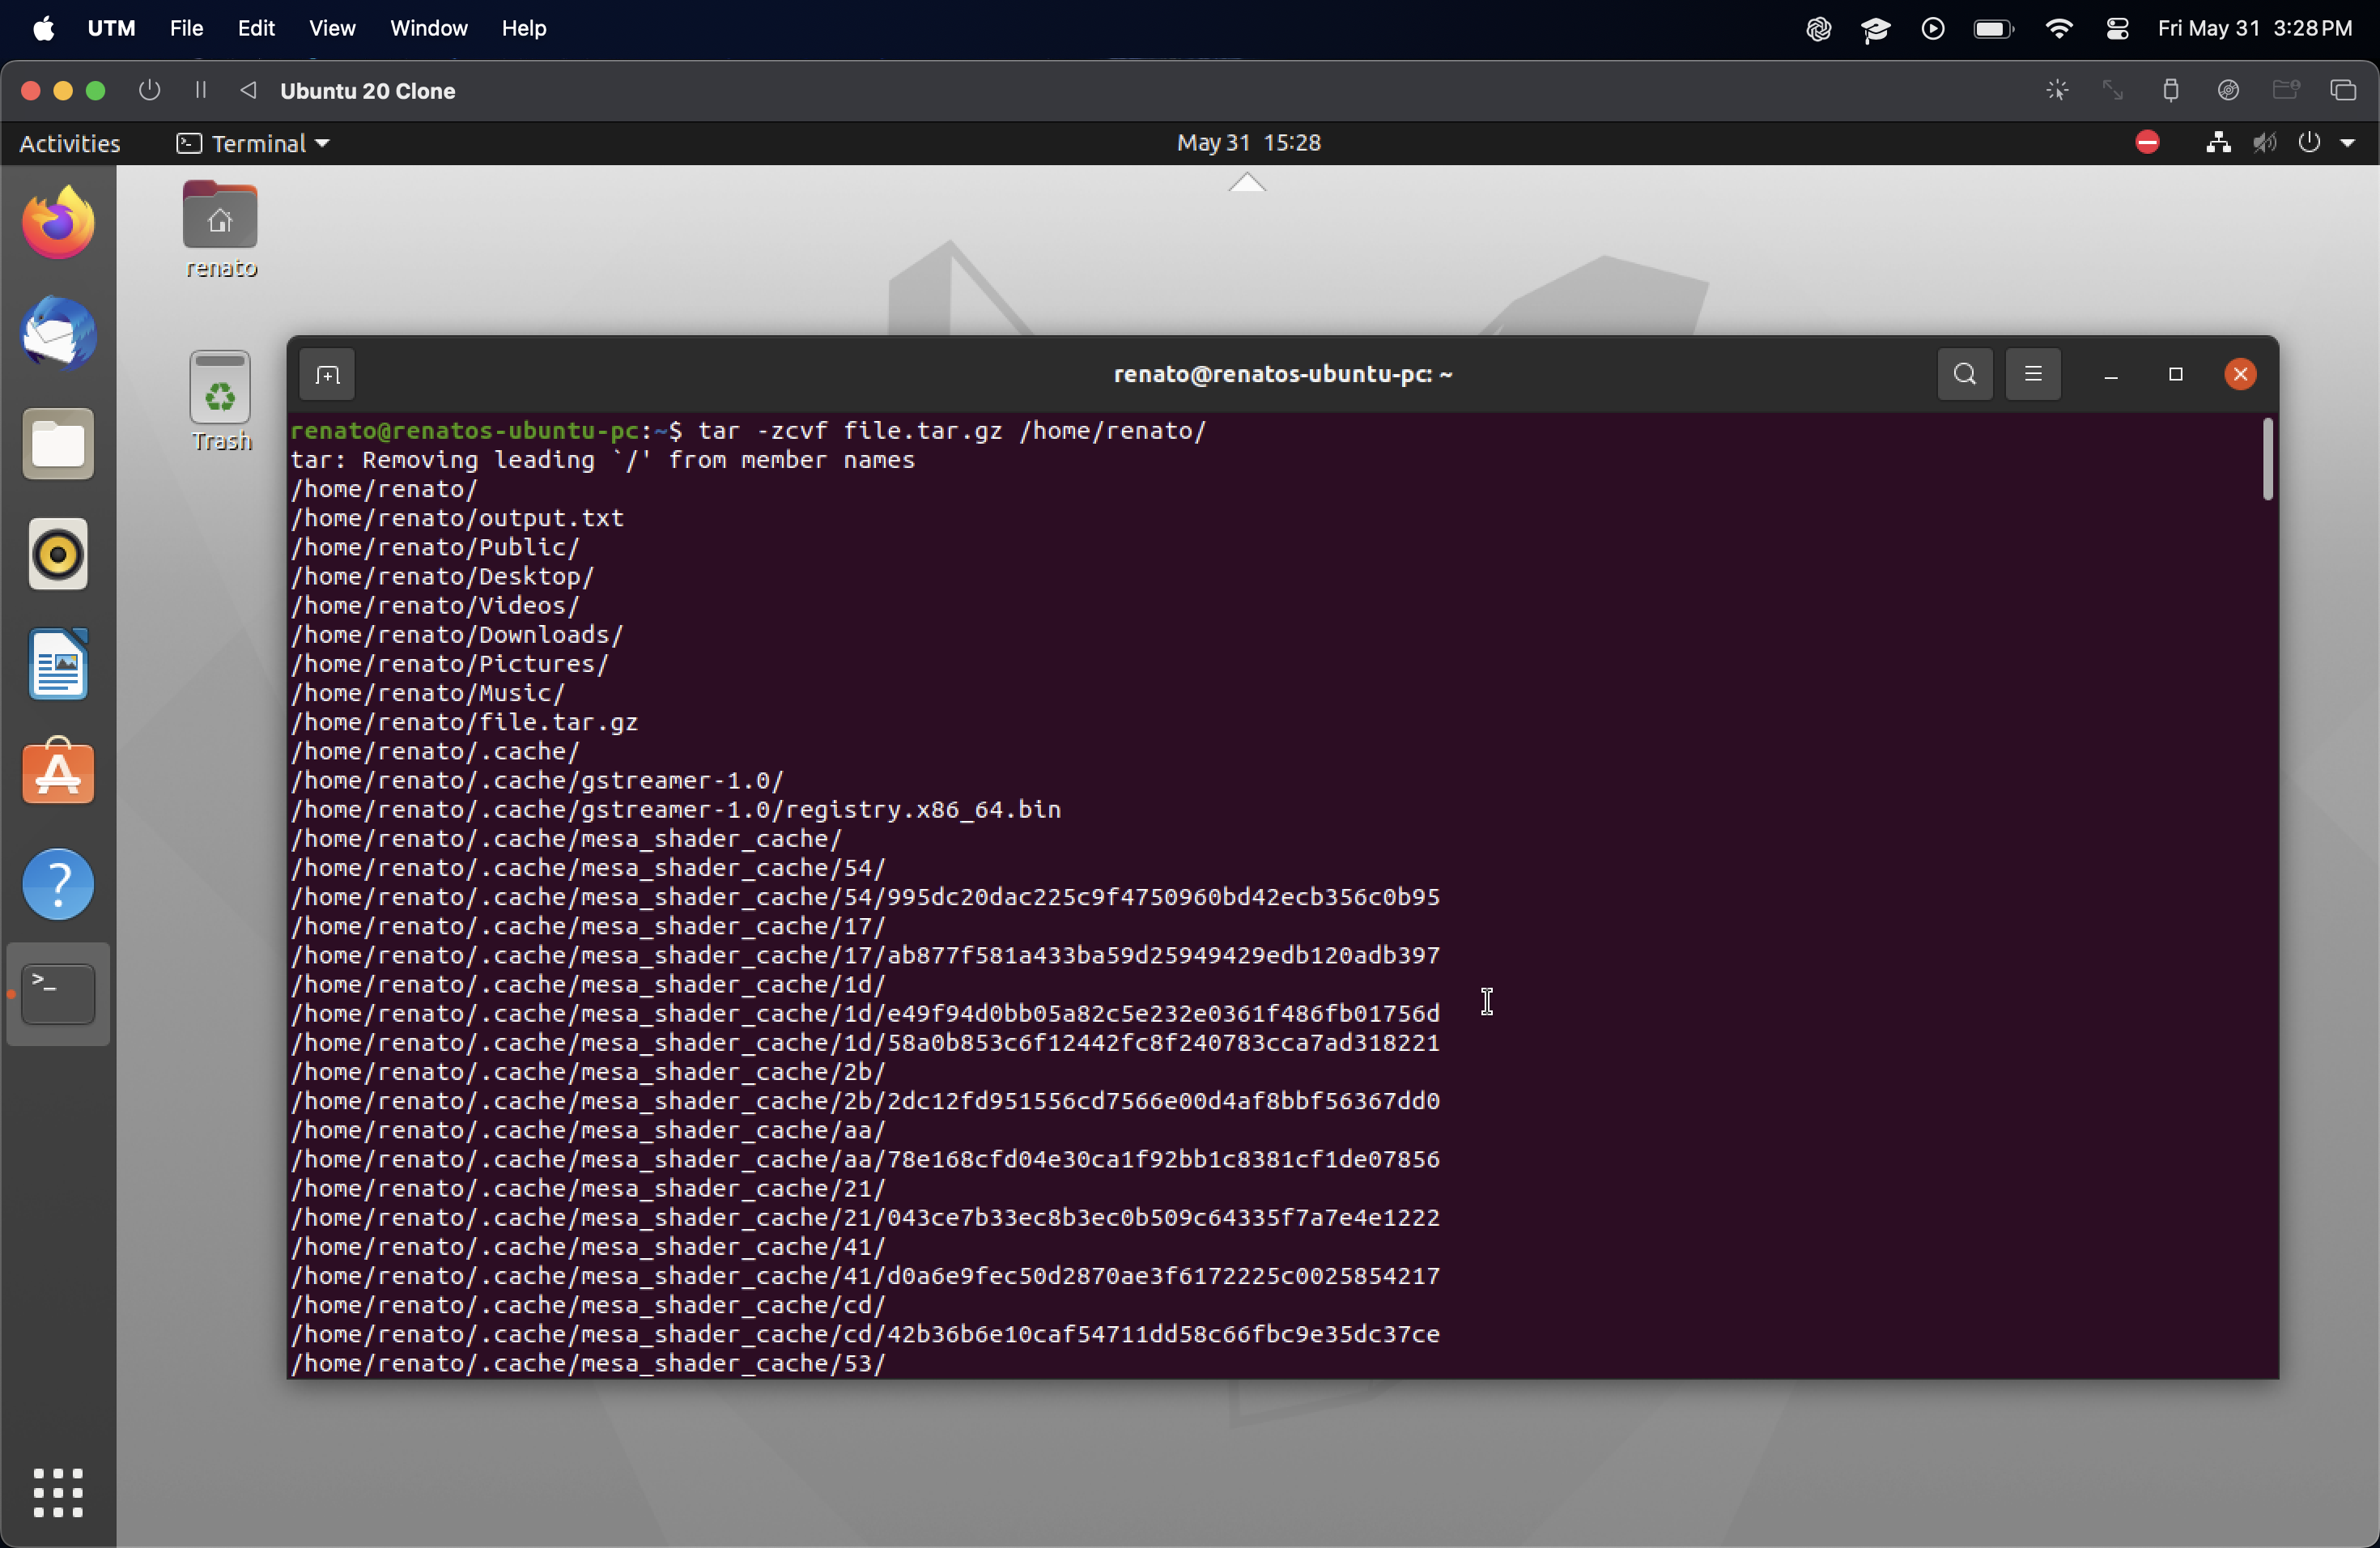 UTM File Edit View Window Help Fri May 31 3:28 PM
Ubuntu 20 Clone
Activities Terminal May 31 15:28
renato
Trash
renato@renatos-ubuntu-pc: ~
renato@renatos-ubuntu-pc:~$ tar -zcvf file.tar.gz /home/renato/
tar: Removing leading `/' from member names
/home/renato/
/home/renato/output.txt
/home/renato/Public/
/home/renato/Desktop/
/home/renato/Videos/
/home/renato/Downloads/
/home/renato/Pictures/
/home/renato/Music/
/home/renato/file.tar.gz
/home/renato/.cache/
/home/renato/.cache/gstreamer-1.0/
/home/renato/.cache/gstreamer-1.0/registry.x86_64.bin
/home/renato/.cache/mesa_shader_cache/
/home/renato/.cache/mesa_shader_cache/54/
/home/renato/.cache/mesa_shader_cache/54/995dc20dac225c9f4750960bd42ecb356c0b95
/home/renato/.cache/mesa_shader_cache/17/
/home/renato/.cache/mesa_shader_cache/17/ab877f581a433ba59d25949429edb120adb397
/home/renato/.cache/mesa_shader_cache/1d/
/home/renato/.cache/mesa_shader_cache/1d/e49f94d0bb05a82c5e232e0361f486fb01756d
/home/renato/.cache/mesa_shader_cache/1d/58a0b853c6f12442fc8f240783cca7ad318221
/home/renato/.cache/mesa_shader_cache/2b/
/home/renato/.cache/mesa_shader_cache/2b/2dc12fd951556cd7566e00d4af8bbf56367dd0
/home/renato/.cache/mesa_shader_cache/aa/
/home/renato/.cache/mesa_shader_cache/aa/78e168cfd04e30ca1f92bb1c8381cf1de07856
/home/renato/.cache/mesa_shader_cache/21/
/home/renato/.cache/mesa_shader_cache/21/043ce7b33ec8b3ec0b509c64335f7a7e4e1222
/home/renato/.cache/mesa_shader_cache/41/
/home/renato/.cache/mesa_shader_cache/41/d0a6e9fec50d2870ae3f6172225c0025854217
/home/renato/.cache/mesa_shader_cache/cd/
/home/renato/.cache/mesa_shader_cache/cd/42b36b6e10caf54711dd58c66fbc9e35dc37ce
/home/renato/.cache/mesa_shader_cache/53/